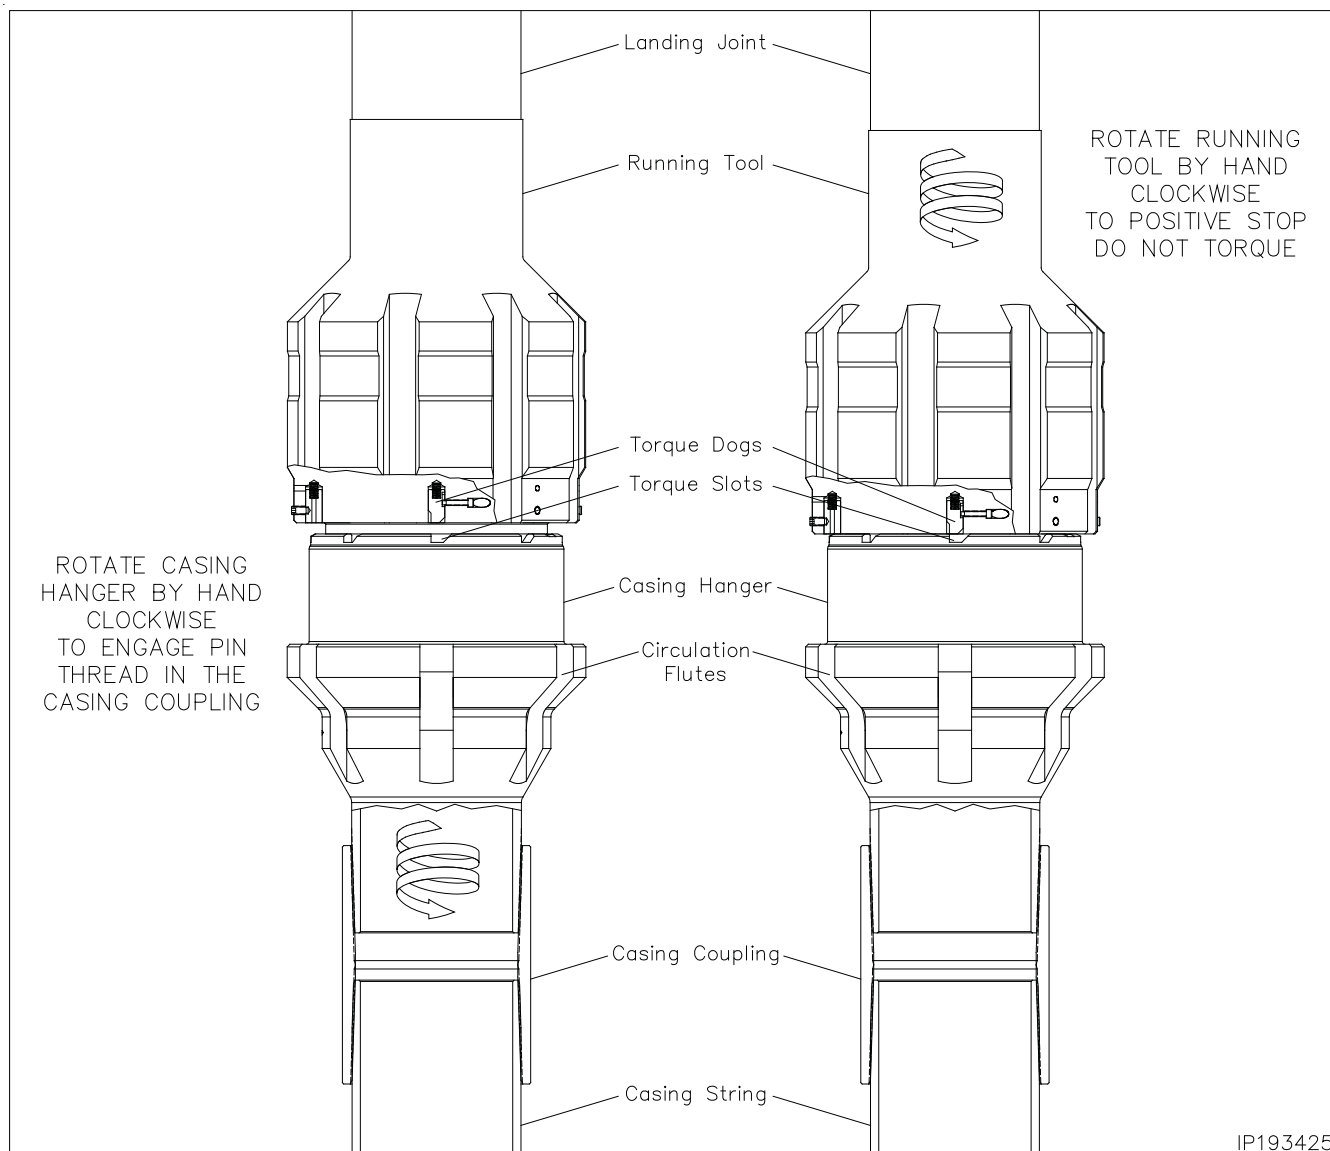 Landing Joint
ROTATE RUNNING
TOOL BY HAND
CLOCKWISE
TO POSITIVE STOP
DO NOT TORQUE
Running Tool
Torque Dogs
Torque Slots
ROTATE CASING
HANGER BY HAND
CLOCKWISE
TO ENGAGE PIN
THREAD IN THE
CASING COUPLING
Casing Hanger
Circulation
Flutes
Casing Coupling
Casing String
IP193425